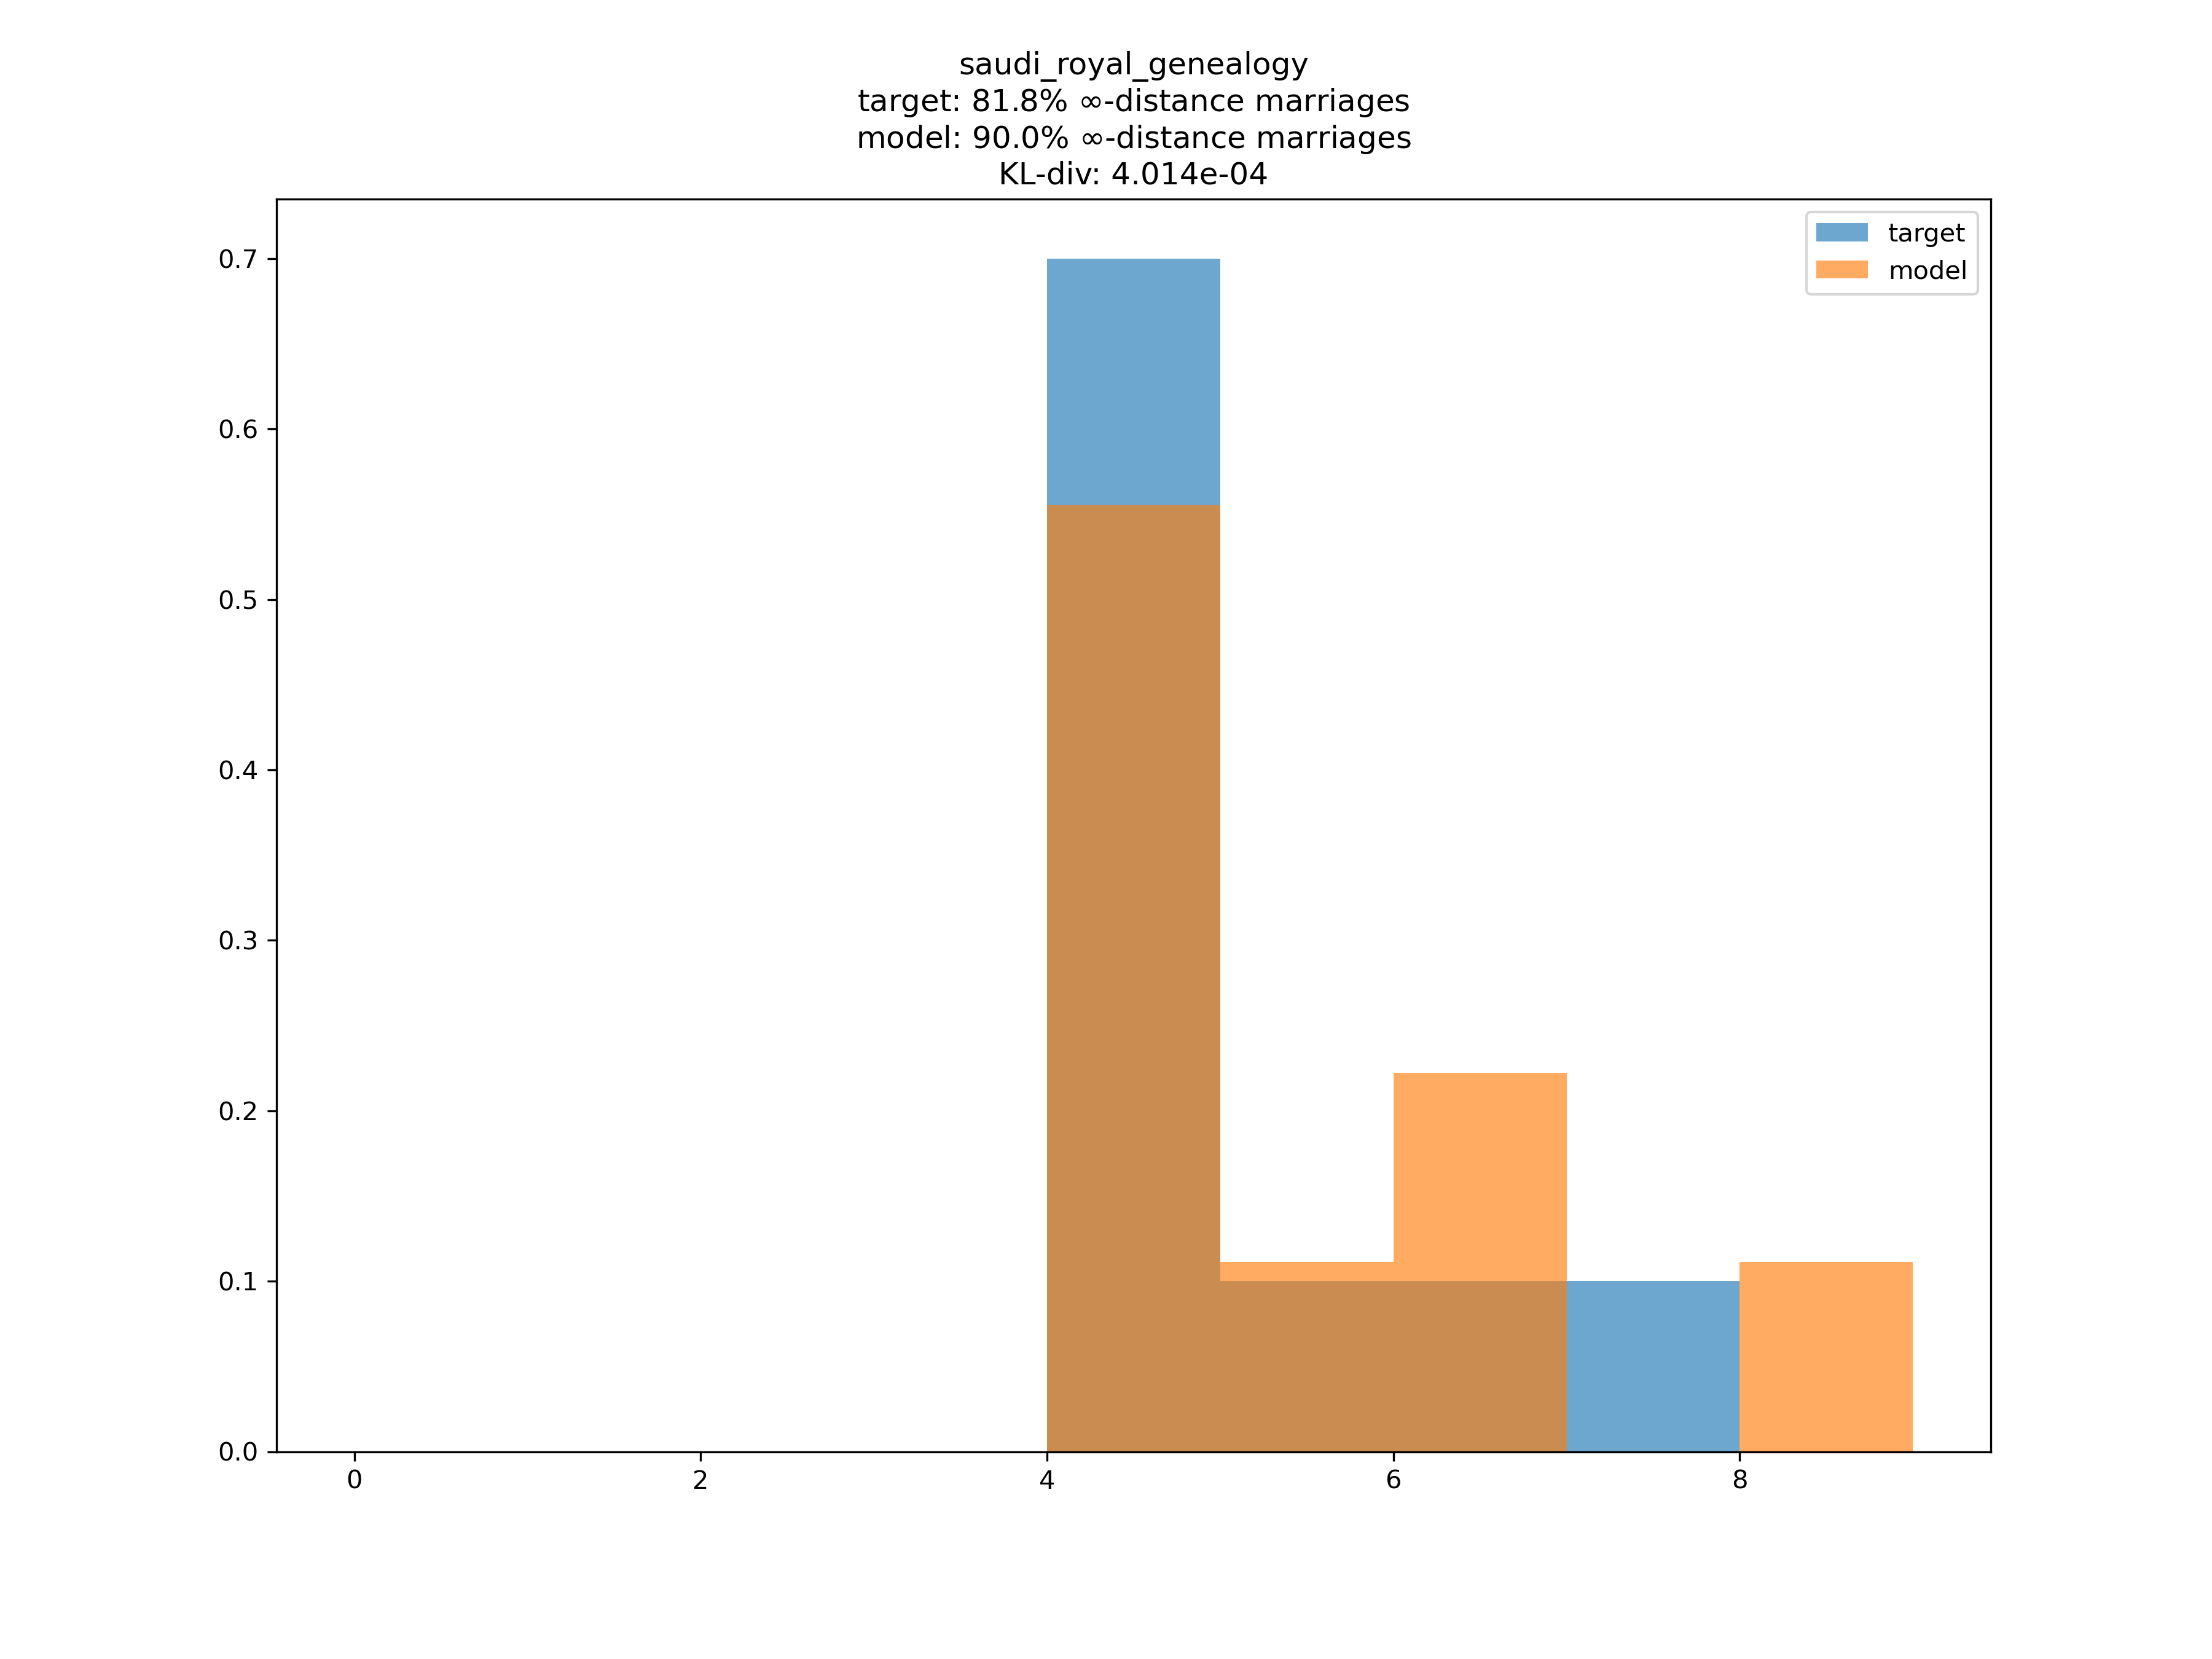 saudi_royal_genealogy
target: 81.8% ∞-distance marriages
model: 90.0% ∞-distance marriages
KL-div: 4.014e-04
target
model
0.7
0.6
0.5
0.4
0.3
0.2
0.1
0.0
0 2 4 6 8